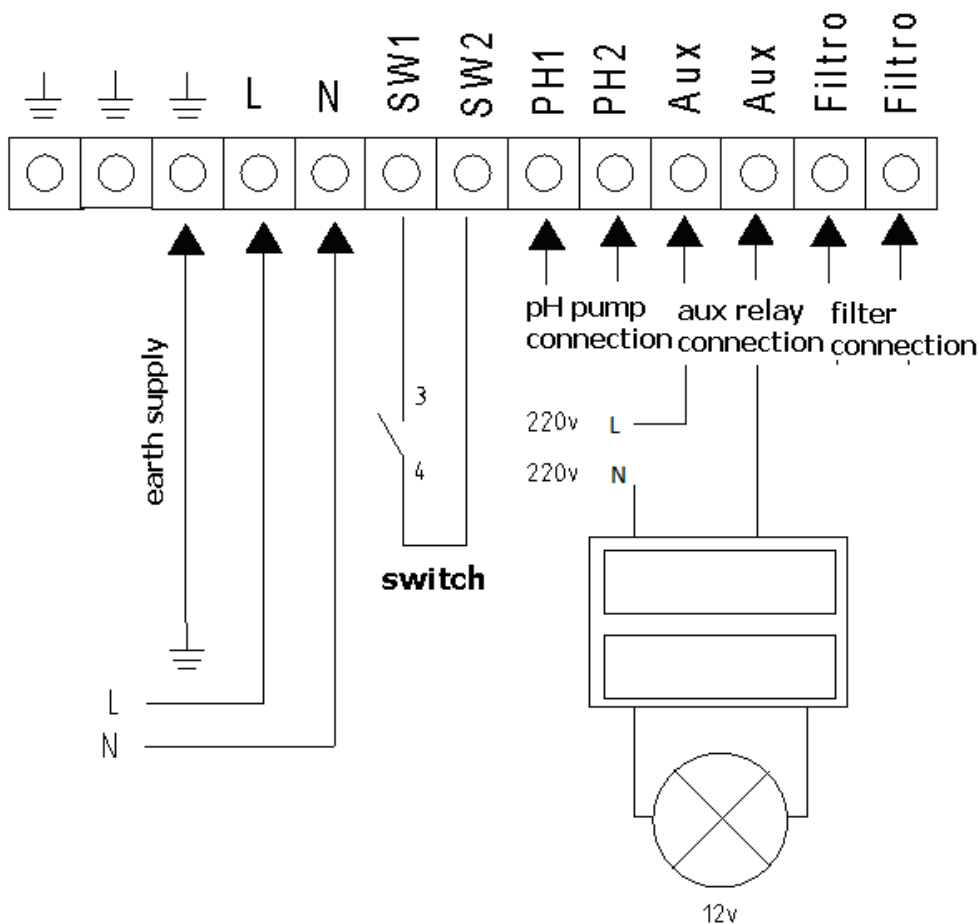 L N SW1 SW2 PH1 PH2 Aux Aux Filtro Filtro
pH pump connection
aux relay connection
filter connection
earth supply
3
4
switch
220v L
220v N
L
N
12v